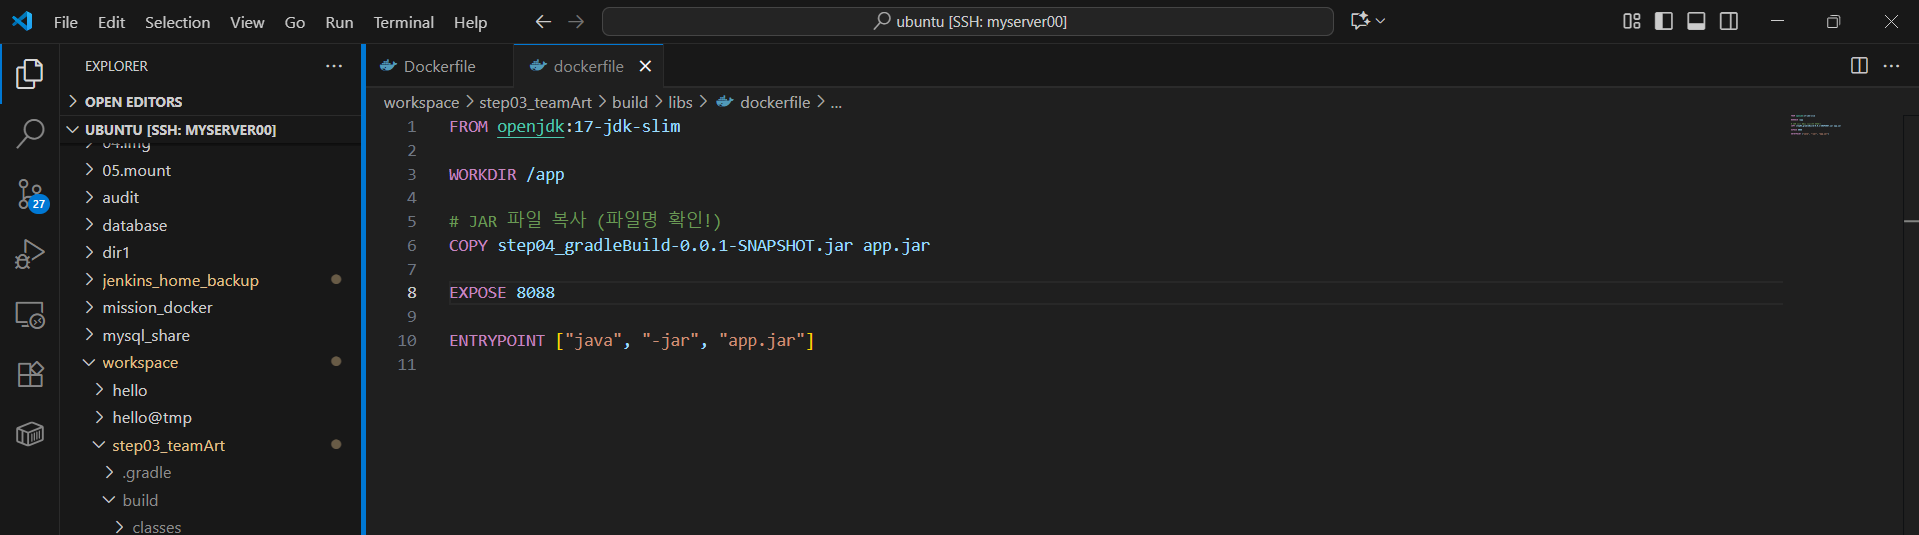 File Edit Selection View Go Run Terminal Help
ubuntu [SSH: myserver00]
EXPLORER
OPEN EDITORS
UBUNTU [SSH: MYSERVER00]
04.img
05.mount
audit
database
dir1
jenkins_home_backup
mission_docker
mysql_share
workspace
hello
hello@tmp
step03_teamArt
.gradle
build
classes
27
Dockerfile
dockerfile
workspace > step03_teamArt > build > libs > dockerfile > ...
1 FROM openjdk:17-jdk-slim
2
3 WORKDIR /app
4
5 # JAR 파일 복사 (파일명 확인!)
6 COPY step04_gradleBuild-0.0.1-SNAPSHOT.jar app.jar
7
8 EXPOSE 8088
9
10 ENTRYPOINT ["java", "-jar", "app.jar"]
11